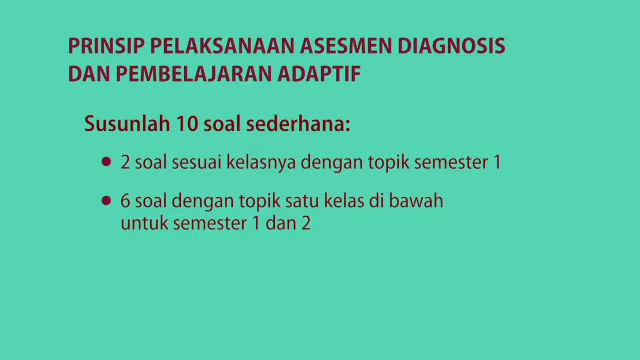 PRINSIP PELAKSANAAN ASESMEN DIAGNOSIS
DAN PEMBELAJARAN ADAPTIF
Susunlah 10 soal sederhana:
● 2 soal sesuai kelasnya dengan topik semester 1
● 6 soal dengan topik satu kelas di bawah
untuk semester 1 dan 2